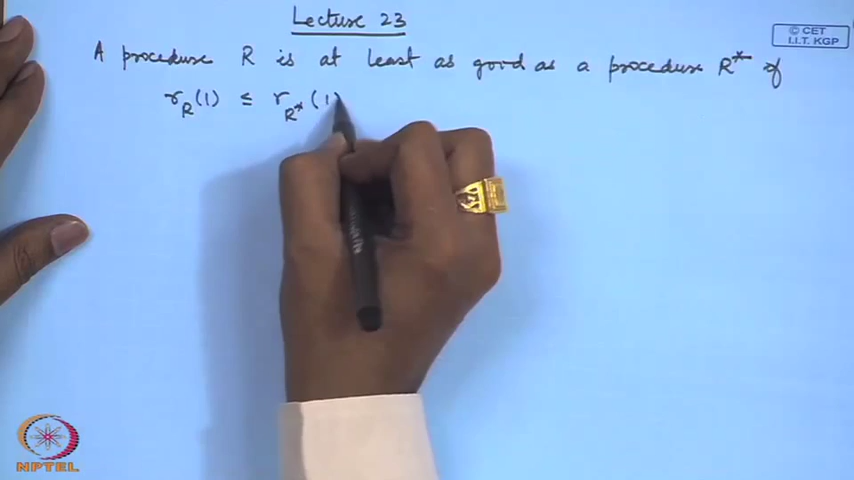 Lecture 23
© CET
I.I.T. KGP
A procedure R is at least as good as a procedure R* if
r_R(1) ≤ r_R*(1)
NPTEL